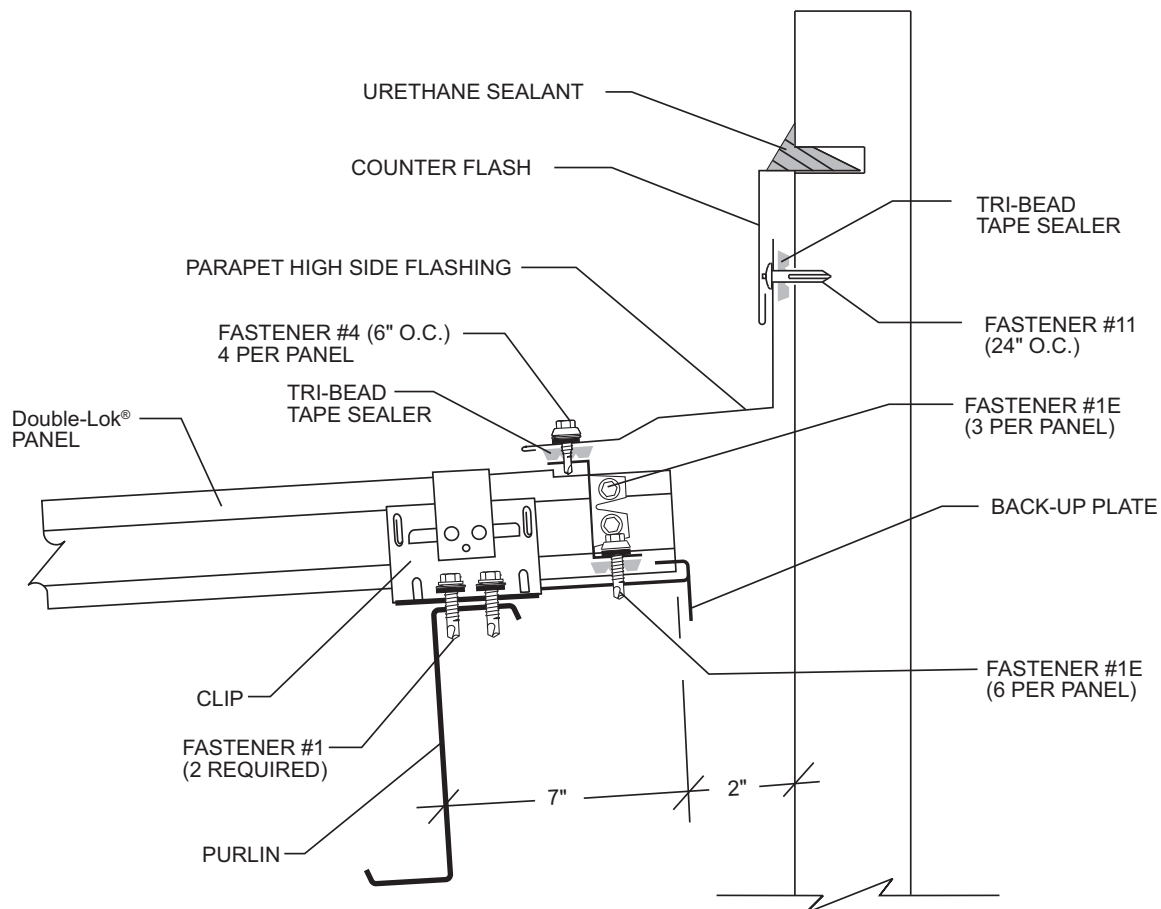 URETHANE SEALANT
COUNTER FLASH
TRI-BEAD
TAPE SEALER
PARAPET HIGH SIDE FLASHING
FASTENER #4 (6" O.C.)
4 PER PANEL
FASTENER #11
(24" O.C.)
TRI-BEAD
TAPE SEALER
Double-Lok®
PANEL
FASTENER #1E
(3 PER PANEL)
BACK-UP PLATE
FASTENER #1E
(6 PER PANEL)
CLIP
FASTENER #1
(2 REQUIRED)
7"
2"
PURLIN